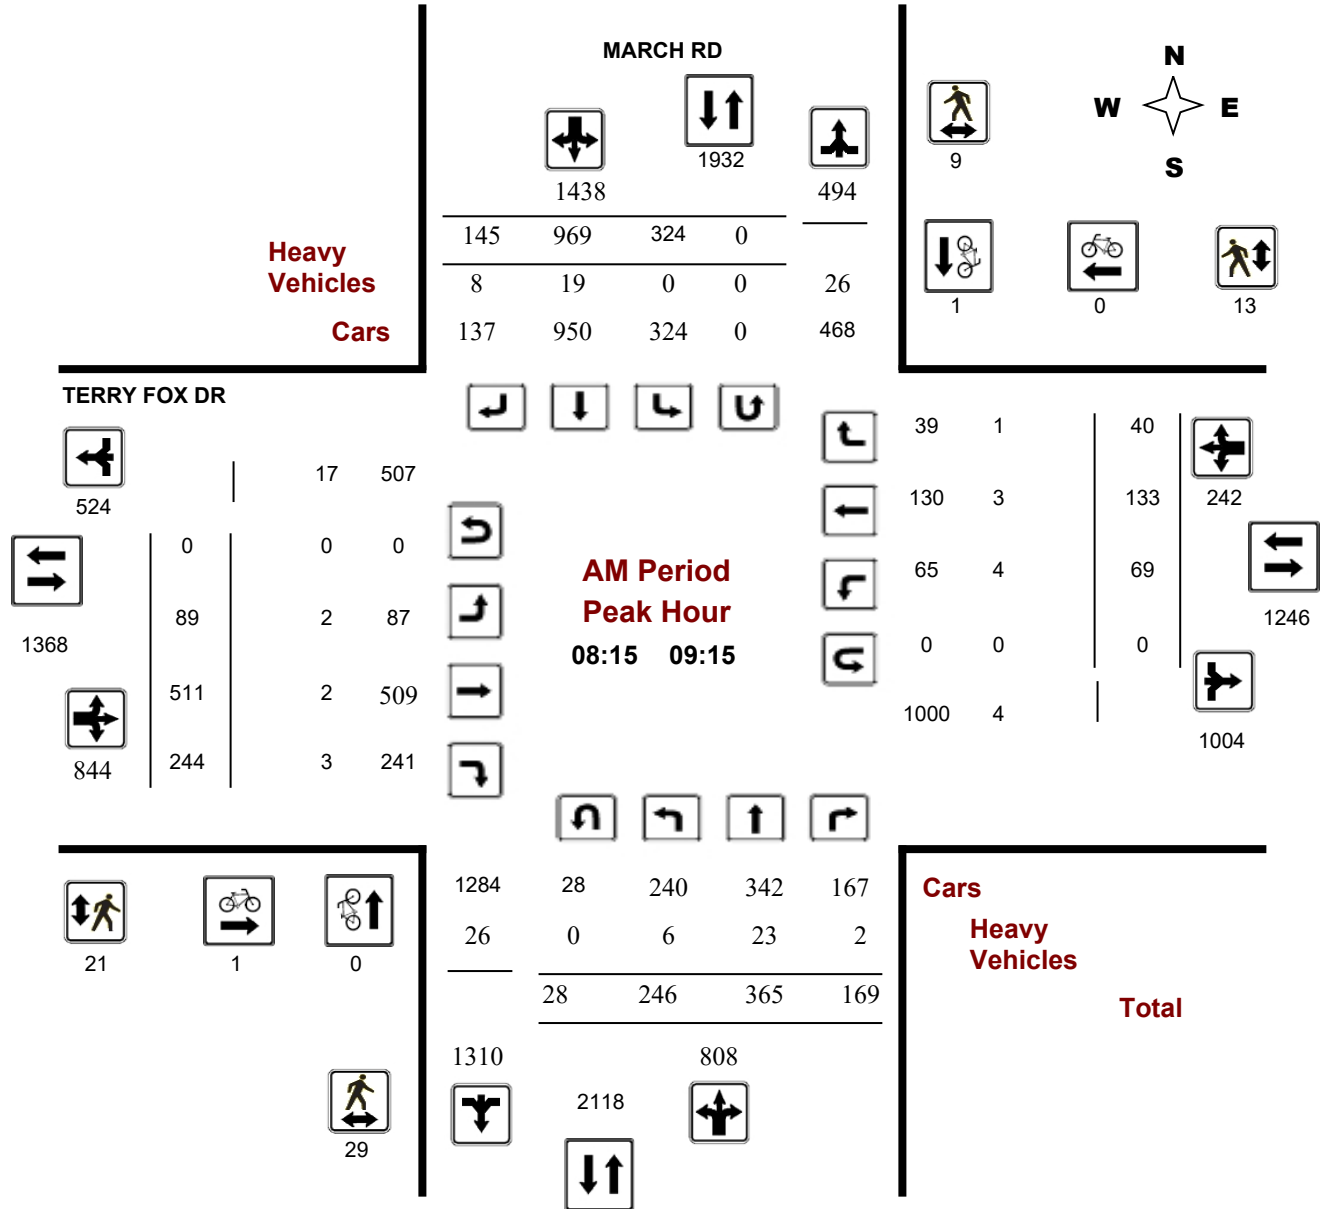 MARCH RD
N
W E
S
1932
9
1438
494
145 969 324 0
Heavy
Vehicles
8 19 0 0 26
1 0 13
Cars
137 950 324 0 468
TERRY FOX DR
39 1 40
17 507
524
130 3 133 242
0 0 0
AM Period
65 4 69
Peak Hour
89 2 87
1246
1368
08:15 09:15
0 0 0
511 2 509
1000 4
1004
844 244 3 241
1284 28 240 342 167
Cars
26 0 6 23 2
Heavy
Vehicles
21 1 0
28 246 365 169
Total
1310 808
2118
29